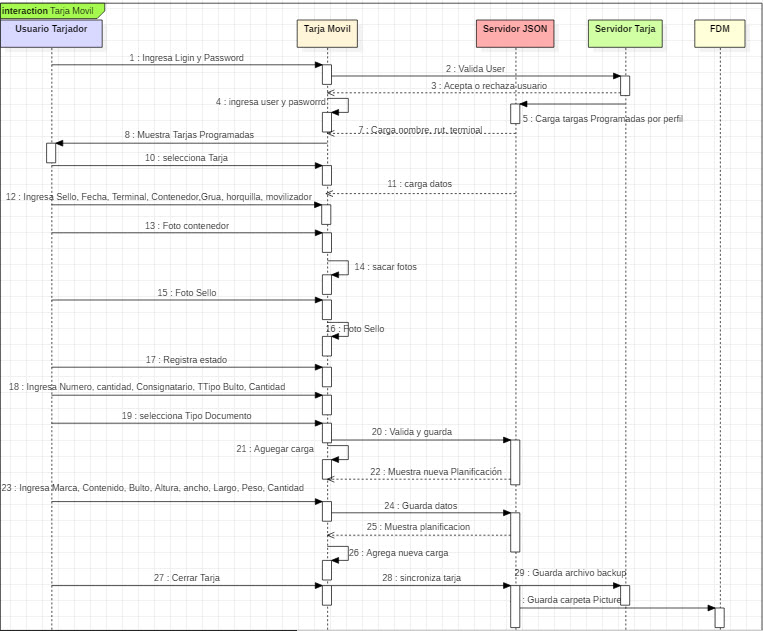 interaction Tarja Movil
Usuario Tarjador
Tarja Movil
Servidor JSON
Servidor Tarja
FDM
1 : Ingresa Ligin y Password
2 : Valida User
3 : Acepta o rechaza usuario
4 : ingresa user y pasworrd
5 : Carga targas Programadas por perfil
7 : Carga nombre, rut, terminal
8 : Muestra Tarjas Programadas
10 : selecciona Tarja
11 : carga datos
12 : Ingresa Sello, Fecha, Terminal, Contenedor,Grua, horquilla, movilizador
13 : Foto contenedor
14 : sacar fotos
15 : Foto Sello
16 : Foto Sello
17 : Registra estado
18 : Ingresa Numero, cantidad, Consignatario, TTipo Bulto, Cantidad
19 : selecciona Tipo Documento
20 : Valida y guarda
21 : Aguegar carga
22 : Muestra nueva Planificación
23 : Ingresa Marca, Contenido, Bulto, Altura, ancho, Largo, Peso, Cantidad
24 : Guarda datos
25 : Muestra planificacion
26 : Agrega nueva carga
27 : Cerrar Tarja
28 : sincroniza tarja
29 : Guarda archivo backup
: Guarda carpeta Picture